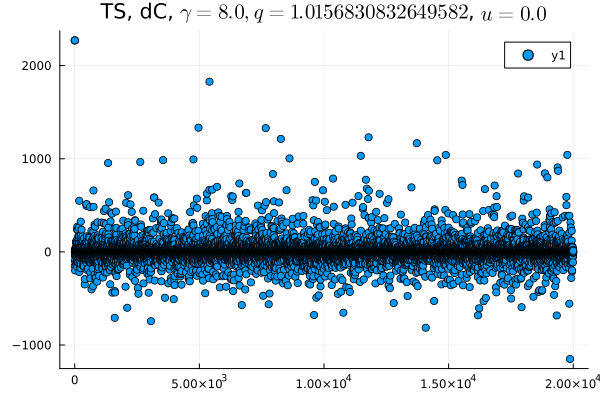 TS, dC, γ = 8.0, q = 1.0156830832649582, u = 0.0
y1
2000
1000
0
−1000
0 5.00×10³ 1.00×10⁴ 1.50×10⁴ 2.00×10⁴